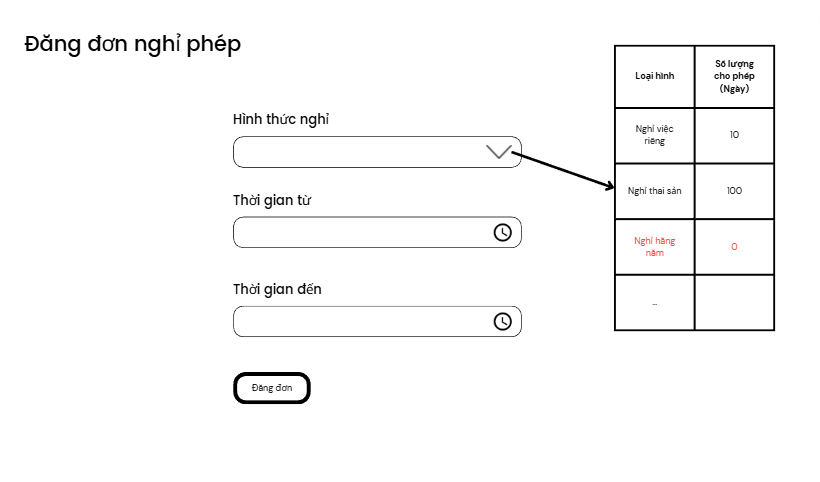 Đăng đơn nghỉ phép
Hình thức nghỉ
Thời gian từ
Thời gian đến
Đăng đơn
Loại hình
Số lượng
cho phép
(Ngày)
Nghỉ việc
riêng
10
Nghỉ thai sản
100
Nghỉ hằng
năm
0
...